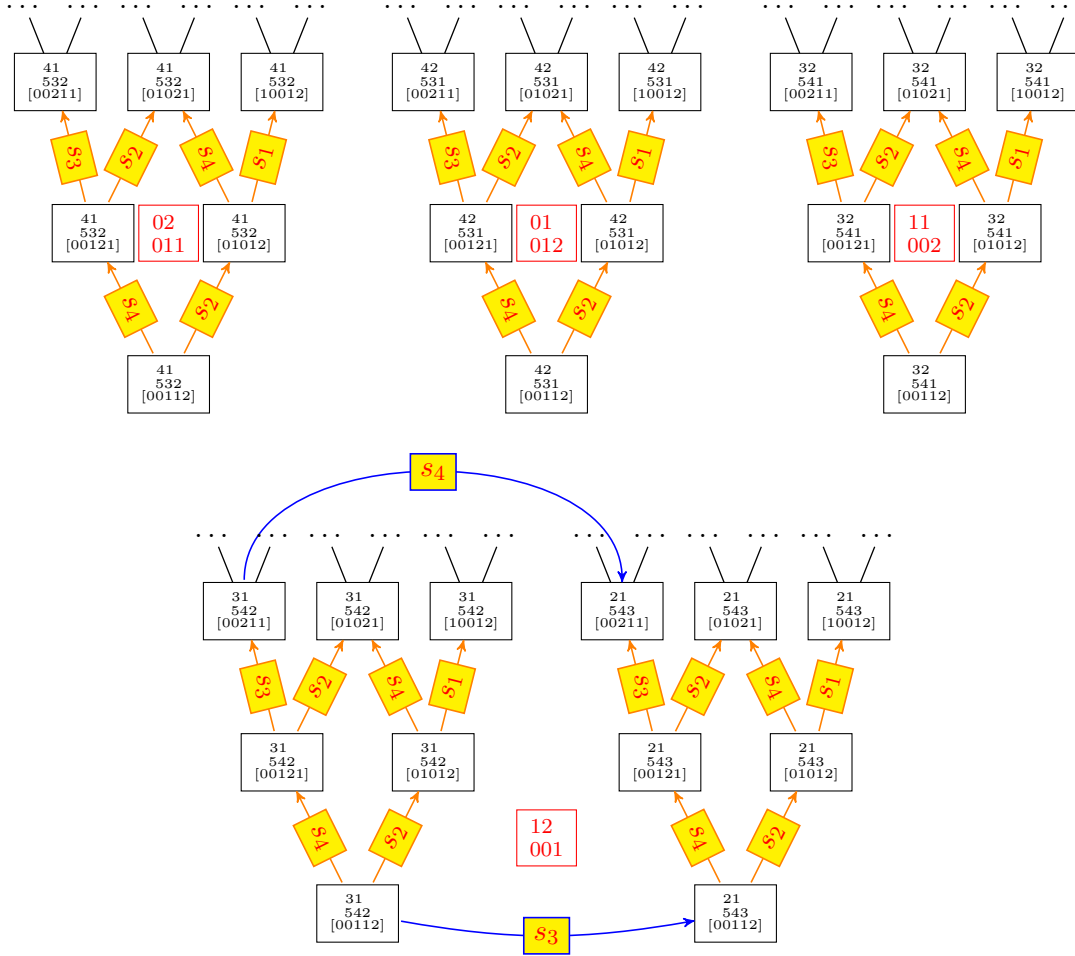 ··· ··· ··· ··· ··· ··· ··· ··· ··· ··· ··· ··· ··· ··· ··· ···
41 41 41 42 42 42 32 32 32
532 532 532 531 531 531 541 541 541
[00211] [01021] [10012] [00211] [01021] [10012] [00211] [01021] [10012]
s3 s2 s4 s1 s3 s2 s4 s1 s3 s2 s4 s1
41 02 41 42 01 42 32 11 32
532 011 532 531 012 531 541 002 541
[00121] [01012] [00121] [01012] [00121] [01012]
s4 s2 s4 s2 s4 s2
41 42 32
532 531 541
[00112] [00112] [00112]
s4
··· ··· ··· ··· ··· ··· ··· ··· ··· ···
31 31 31 21 21 21
542 542 542 543 543 543
[00211] [01021] [10012] [00211] [01021] [10012]
s3 s2 s4 s1 s3 s2 s4 s1
31 31 21 21
542 542 543 543
[00121] [01012] [00121] [01012]
s4 s2 12 s4 s2
001
31 21
542 543
[00112] [00112]
s3